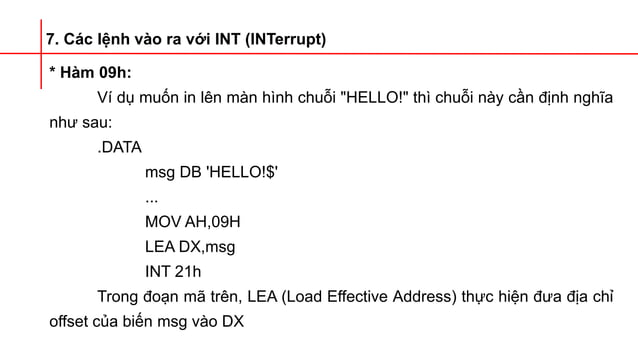 7. Các lệnh vào ra với INT (INTerrupt)
* Hàm 09h:
Ví dụ muốn in lên màn hình chuỗi "HELLO!" thì chuỗi này cần định nghĩa
như sau:
.DATA
msg DB 'HELLO!$'
...
MOV AH,09H
LEA DX,msg
INT 21h
Trong đoạn mã trên, LEA (Load Effective Address) thực hiện đưa địa chỉ
offset của biến msg vào DX